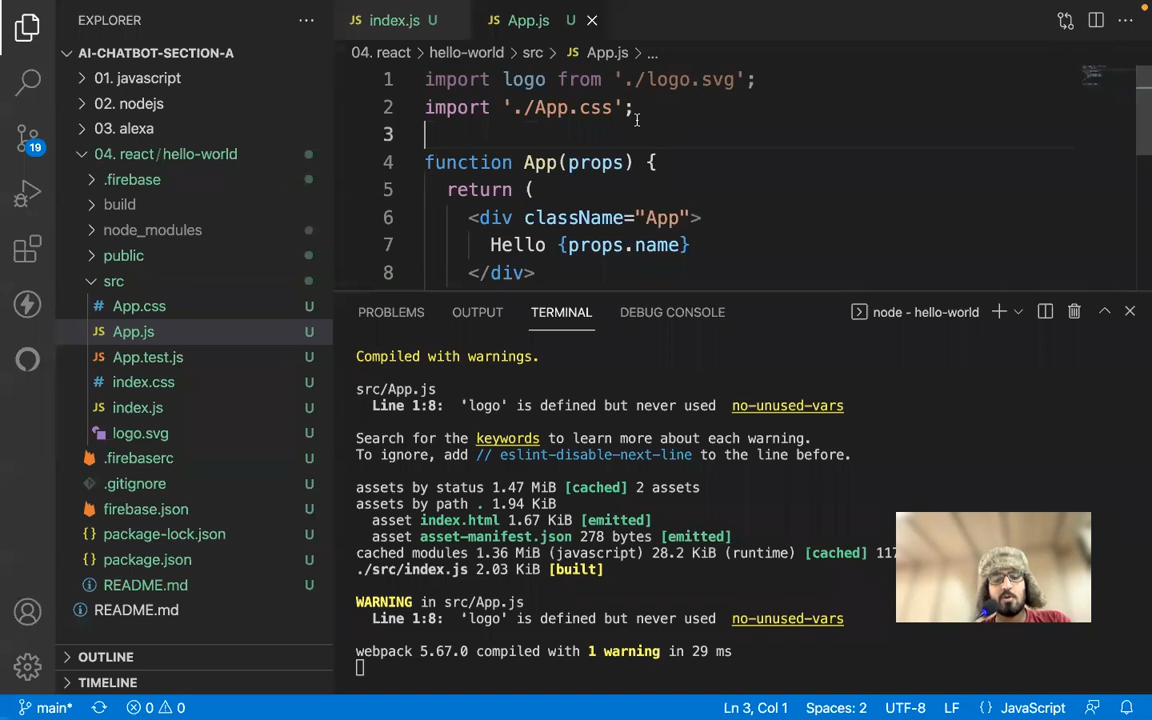 EXPLORER
AI-CHATBOT-SECTION-A
01. javascript
02. nodejs
03. alexa
04. react/hello-world
.firebase
build
node_modules
public
src
# App.css U
JS App.js U
JS App.test.js U
# index.css U
JS index.js U
logo.svg U
.firebaserc U
.gitignore U
firebase.json U
{} package-lock.json U
{} package.json U
README.md U
README.md
OUTLINE
TIMELINE
19
JS index.js U JS App.js U
04. react > hello-world > src > JS App.js > ...
1 import logo from './logo.svg';
2 import './App.css';
3
4 function App(props) {
5 return (
6 <div className="App">
7 Hello {props.name}
8 </div>
PROBLEMS OUTPUT TERMINAL DEBUG CONSOLE node - hello-world
Compiled with warnings.
src/App.js
Line 1:8: 'logo' is defined but never used no-unused-vars
Search for the keywords to learn more about each warning.
To ignore, add // eslint-disable-next-line to the line before.
assets by status 1.47 MiB [cached] 2 assets
assets by path . 1.94 KiB
asset index.html 1.67 KiB [emitted]
asset asset-manifest.json 278 bytes [emitted]
cached modules 1.36 MiB (javascript) 28.2 KiB (runtime) [cached] 117
./src/index.js 2.03 KiB [built]
WARNING in src/App.js
Line 1:8: 'logo' is defined but never used no-unused-vars
webpack 5.67.0 compiled with 1 warning in 29 ms
main* 0 0 Ln 3, Col 1 Spaces: 2 UTF-8 LF {} JavaScript